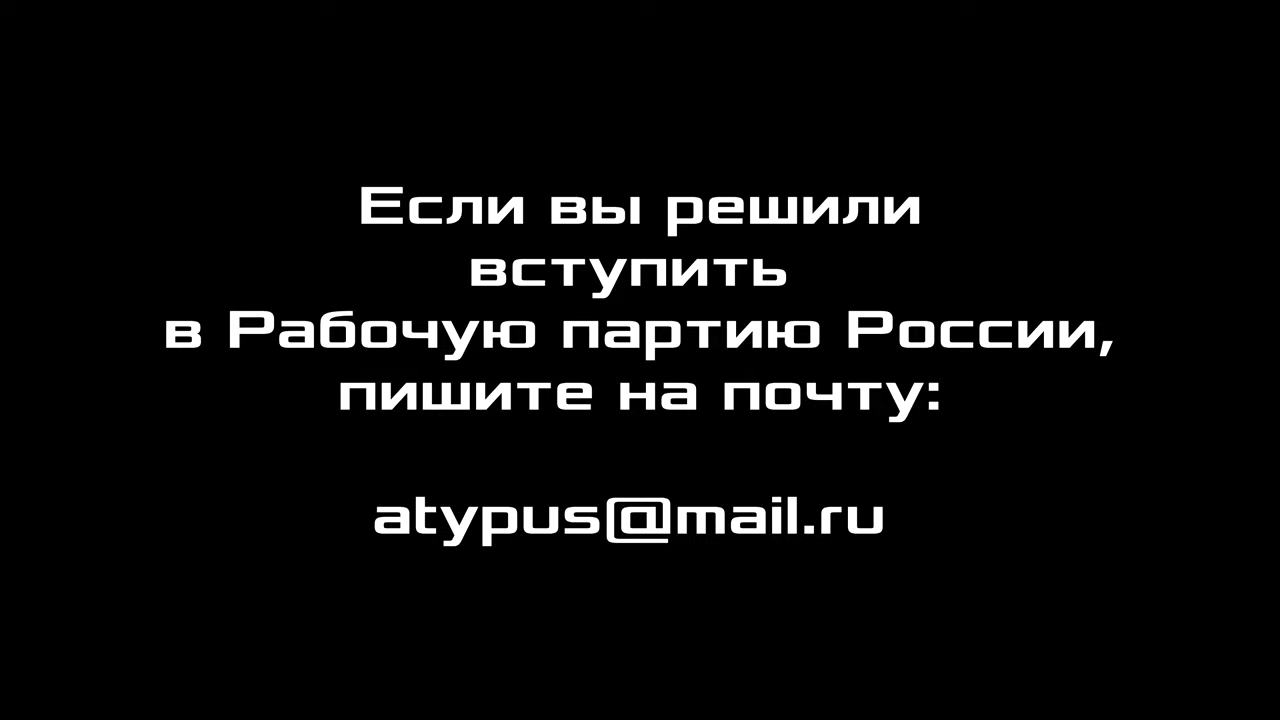 Если вы решили
вступить
в Рабочую партию России,
пишите на почту:
atypus@mail.ru